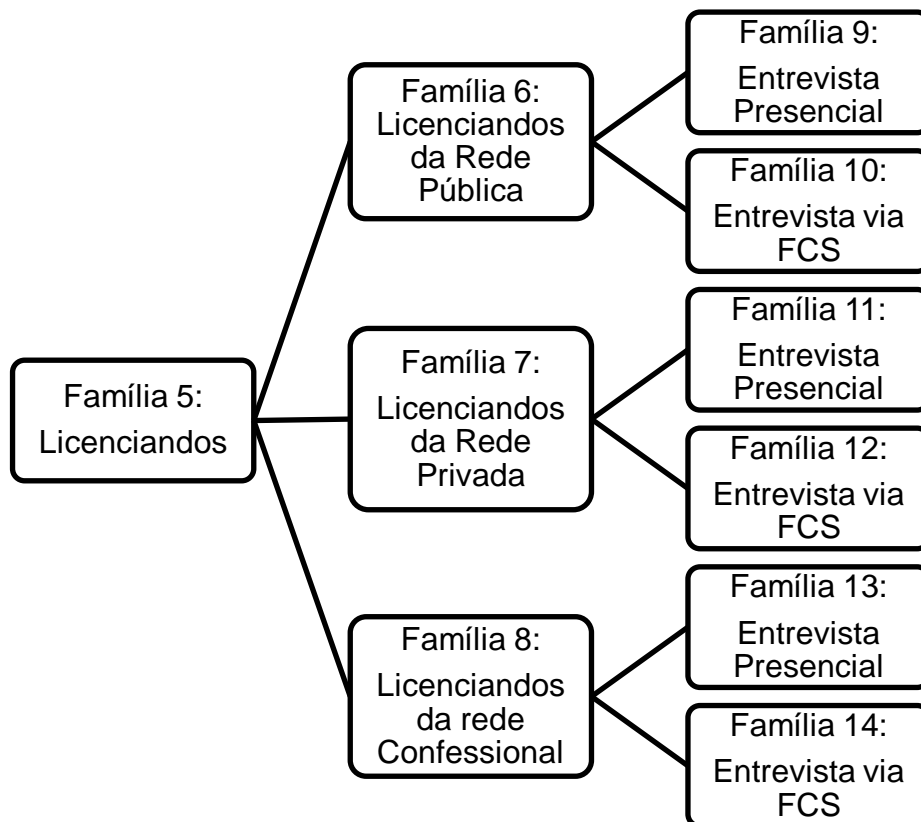 Família 5:
Licenciandos
Família 6:
Licenciandos
da Rede
Pública
Família 9:
Entrevista
Presencial
Família 10:
Entrevista via
FCS
Família 7:
Licenciandos
da Rede
Privada
Família 11:
Entrevista
Presencial
Família 12:
Entrevista via
FCS
Família 8:
Licenciandos
da rede
Confessional
Família 13:
Entrevista
Presencial
Família 14:
Entrevista via
FCS